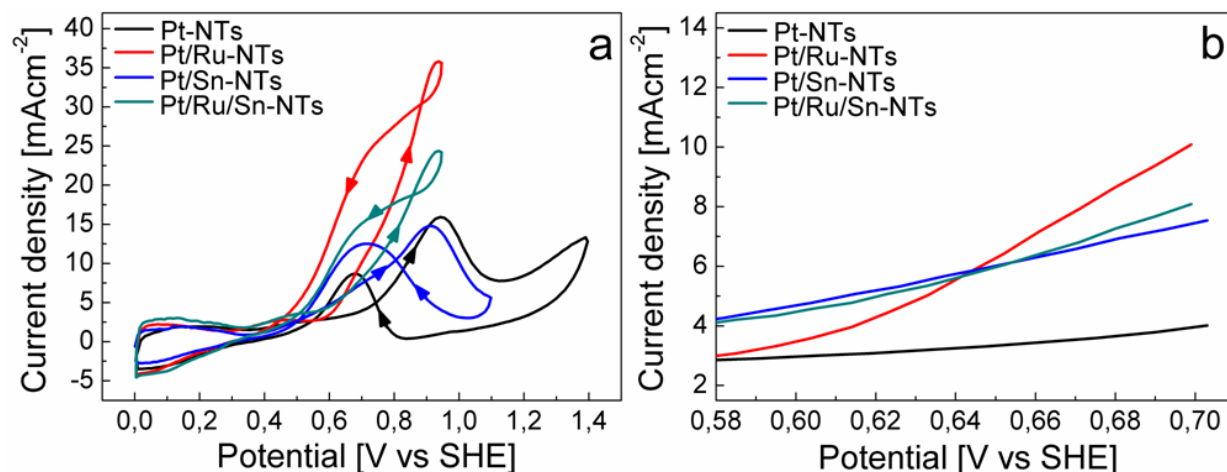 a
Pt-NTs
Pt/Ru-NTs
Pt/Sn-NTs
Pt/Ru/Sn-NTs
Current density [mAcm-2]
40
35
30
25
20
15
10
5
0
-5
0,0 0,2 0,4 0,6 0,8 1,0 1,2 1,4
Potential [V vs SHE]
b
Pt-NTs
Pt/Ru-NTs
Pt/Sn-NTs
Pt/Ru/Sn-NTs
Current density [mAcm-2]
14
12
10
8
6
4
2
0,58 0,60 0,62 0,64 0,66 0,68 0,70
Potential [V vs SHE]